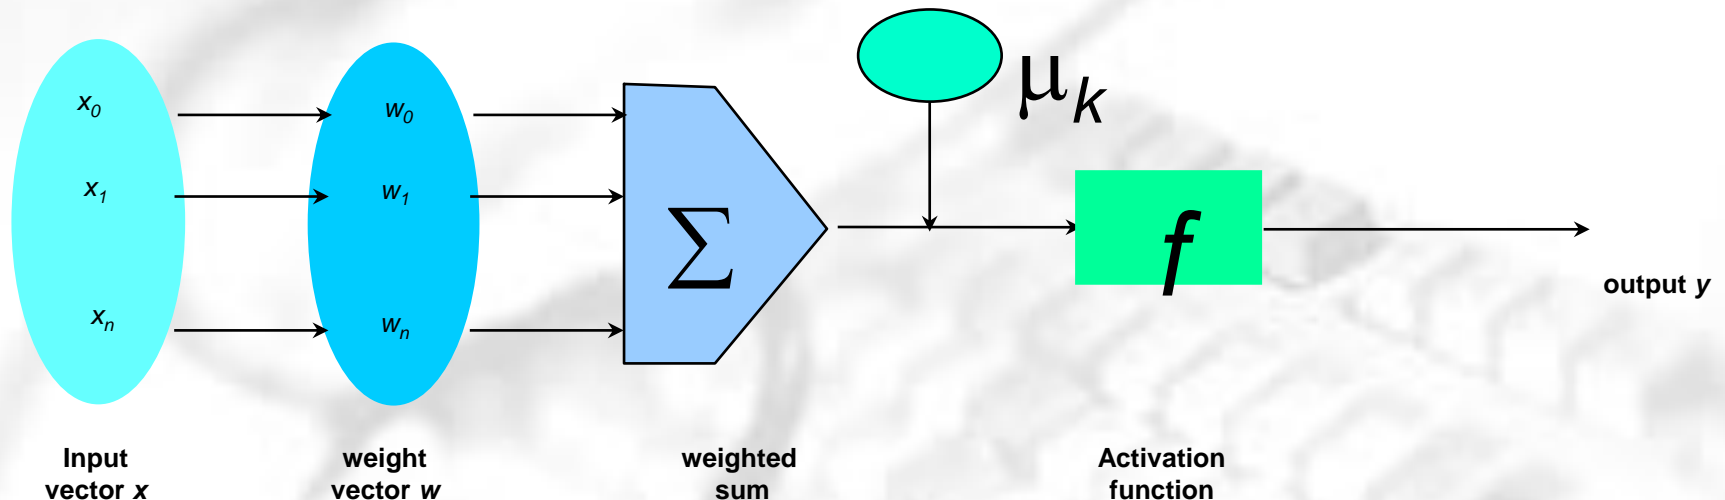 μk
x0 w0
x1 w1
∑ f
xn wn
output y
Input weight weighted Activation
vector x vector w sum function